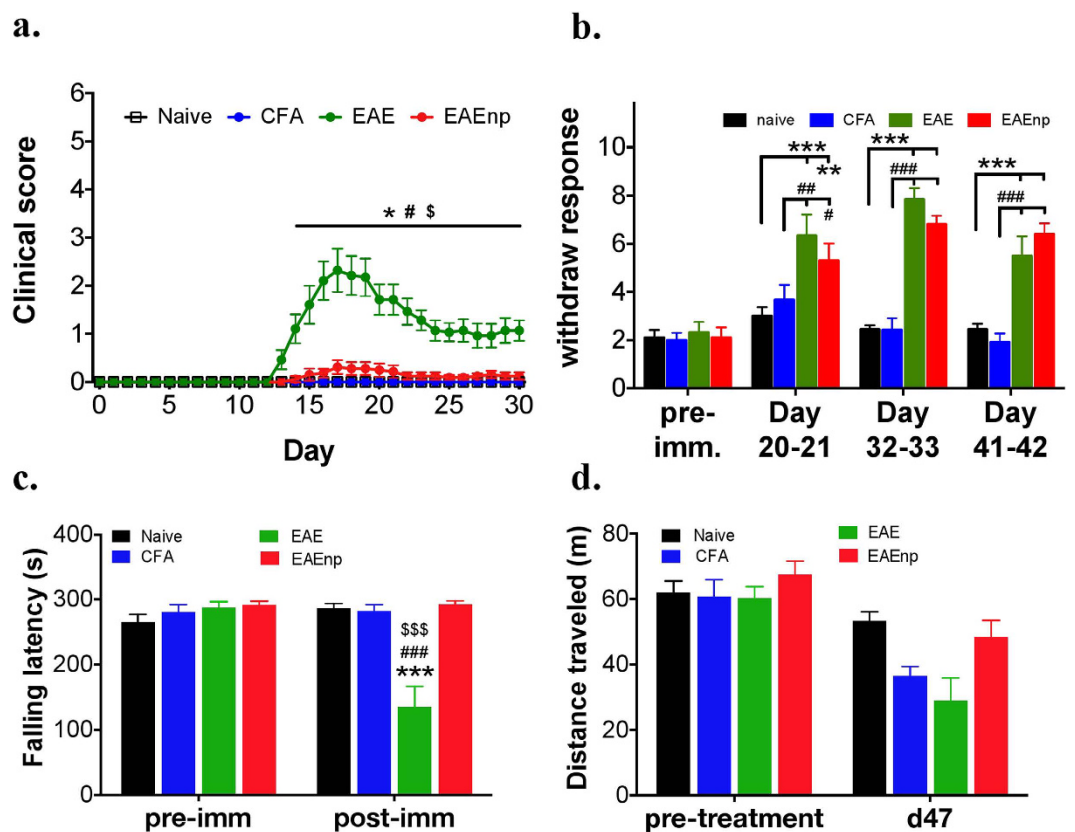 a.
Clinical score
6
5
4
3
2
1
0
Naive CFA EAE EAEnp
* # $
0 5 10 15 20 25 30
Day
b.
withdraw response
10
8
6
4
2
0
naive CFA EAE EAEnp
*** *** ***
**
## ### ###
#
pre-imm. Day 20-21 Day 32-33 Day 41-42
c.
Falling latency (s)
400
300
200
100
0
Naive EAE
CFA EAEnp
$$$
###
***
pre-imm post-imm
d.
Distance traveled (m)
80
60
40
20
0
Naive EAE
CFA EAEnp
pre-treatment d47